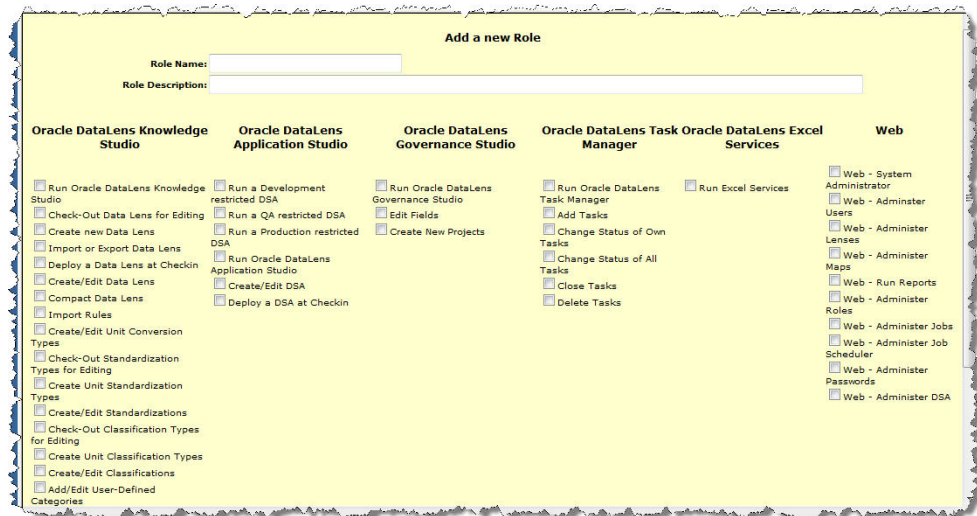 Add a new Role
Role Name:
Role Description:
Oracle DataLens Knowledge
Studio
Run Oracle DataLens Knowledge
Studio
Check-Out Data Lens for Editing
Create new Data Lens
Import or Export Data Lens
Deploy a Data Lens at Checkin
Create/Edit Data Lens
Compact Data Lens
Import Rules
Create/Edit Unit Conversion
Types
Check-Out Standardization
Types for Editing
Create Unit Standardization
Types
Create/Edit Standardizations
Check-Out Classification Types
for Editing
Create Unit Classification Types
Create/Edit Classifications
Add/Edit User-Defined
Categories
Oracle DataLens
Application Studio
Run a Development
restricted DSA
Run a QA restricted DSA
Run a Production restricted
DSA
Run Oracle DataLens
Application Studio
Create/Edit DSA
Deploy a DSA at Checkin
Oracle DataLens
Governance Studio
Run Oracle DataLens
Governance Studio
Edit Fields
Create New Projects
Oracle DataLens Task
Manager
Run Oracle DataLens
Task Manager
Add Tasks
Change Status of Own
Tasks
Change Status of All
Tasks
Close Tasks
Delete Tasks
Oracle DataLens Excel
Services
Run Excel Services
Web
Web - System
Administrator
Web - Adminster
Users
Web - Administer
Lenses
Web - Administer
Maps
Web - Run Reports
Web - Administer
Roles
Web - Administer Jobs
Web - Administer Job
Scheduler
Web - Administer
Passwords
Web - Administer DSA